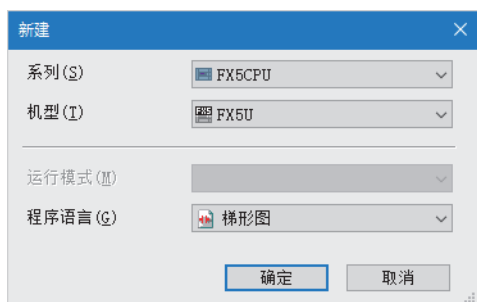 新建
系列(S) FX5CPU
机型(T) FX5U
运行模式(M)
程序语言(G) 梯形图
确定 取消